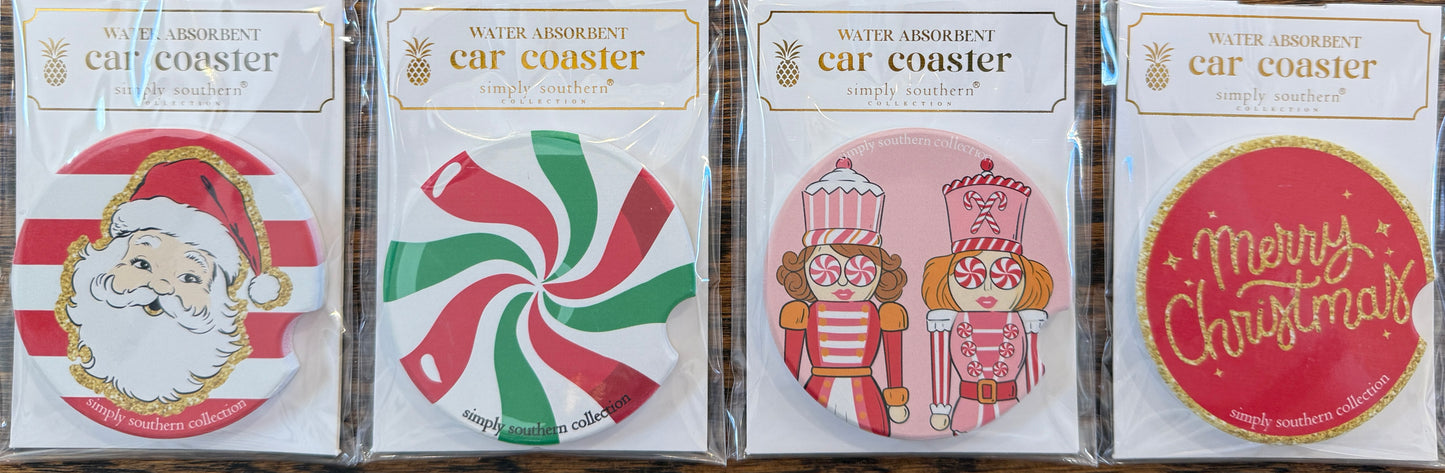 WATER ABSORBENT
car coaster
simply southern®
COLLECTION
simply southern collection
WATER ABSORBENT
car coaster
simply southern®
COLLECTION
simply southern collection
WATER ABSORBENT
car coaster
simply southern®
COLLECTION
simply southern collection
WATER ABSORBENT
car coaster
simply southern®
COLLECTION
Merry
Christmas
simply southern collection